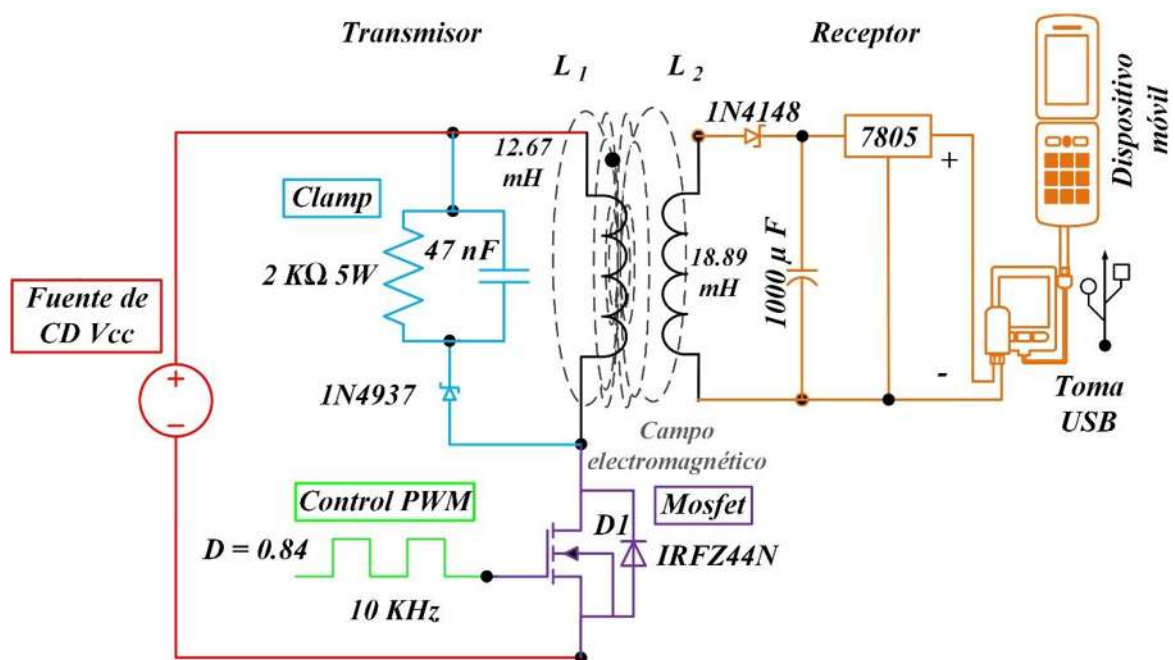 Transmisor
Receptor
L 1
L 2
1N4148
7805
+
-
12.67
mH
18.89
mH
1000 μ F
Dispositivo
móvil
Clamp
47 nF
2 KΩ 5W
1N4937
Fuente de
CD Vcc
+
−
Campo
electromagnético
Toma
USB
Control PWM
Mosfet
D1
IRFZ44N
D = 0.84
10 KHz